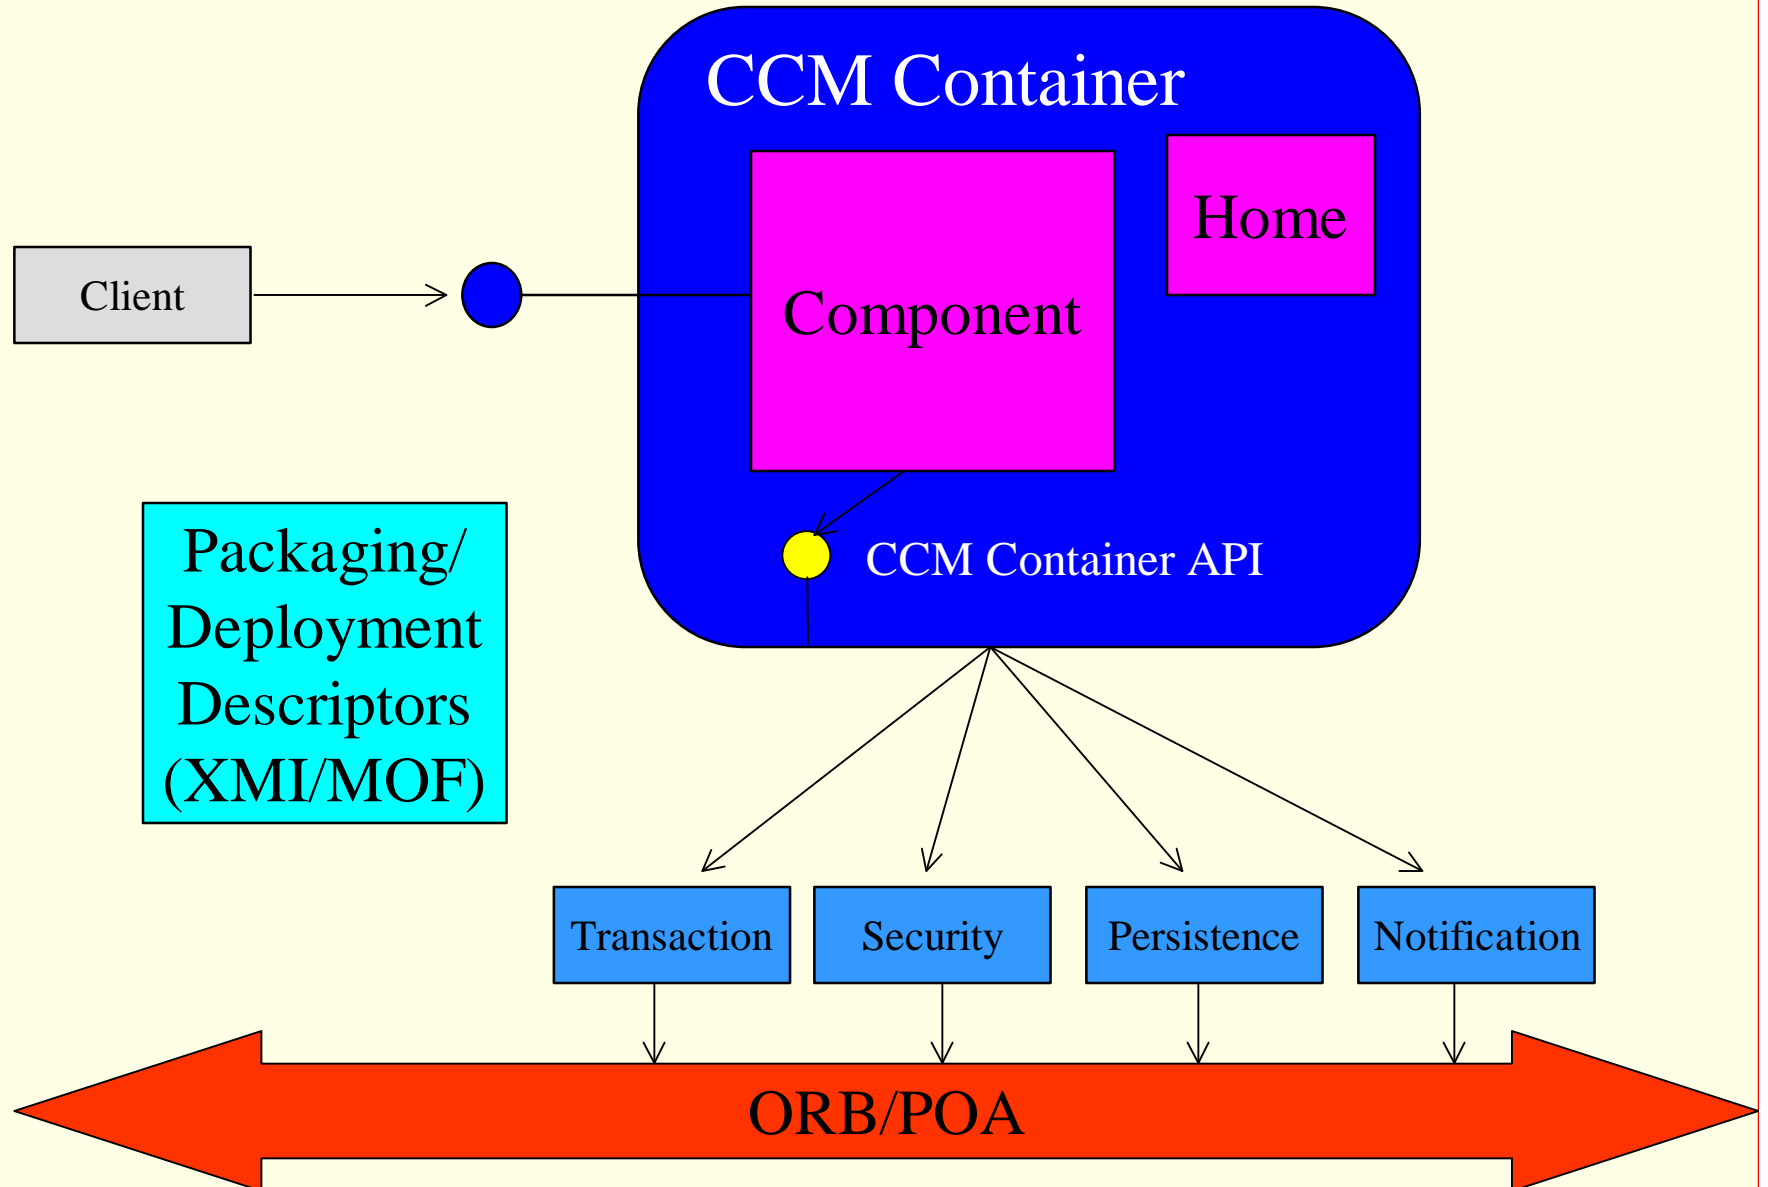 CCM Container
Home
Component
Client
CCM Container API
Packaging/
Deployment
Descriptors
(XMI/MOF)
Transaction
Security
Persistence
Notification
ORB/POA